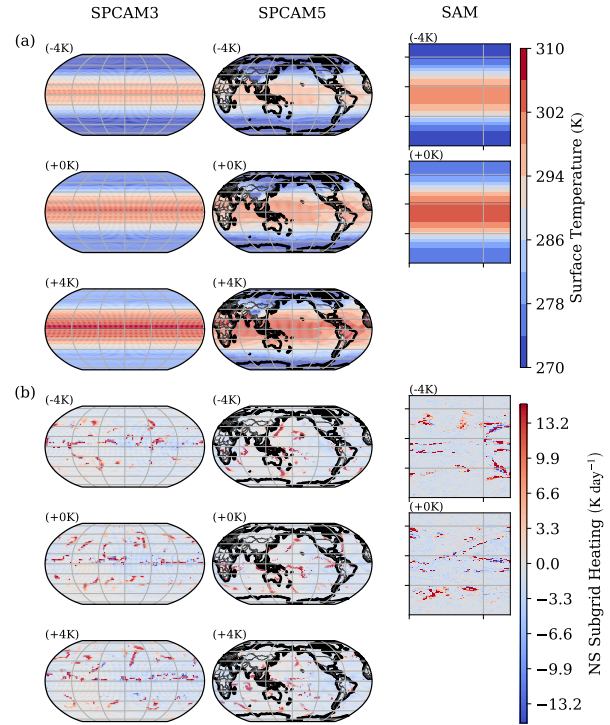 SPCAM3 SPCAM5 SAM
(a)
(-4K) (-4K) (-4K)
(+0K) (+0K) (+0K)
(+4K) (+4K)
310
302
294
286
278
270
Surface Temperature (K)
(b)
(-4K) (-4K) (-4K)
(+0K) (+0K) (+0K)
(+4K) (+4K)
13.2
9.9
6.6
3.3
0.0
−3.3
−6.6
−9.9
−13.2
NS Subgrid Heating (K day⁻¹)